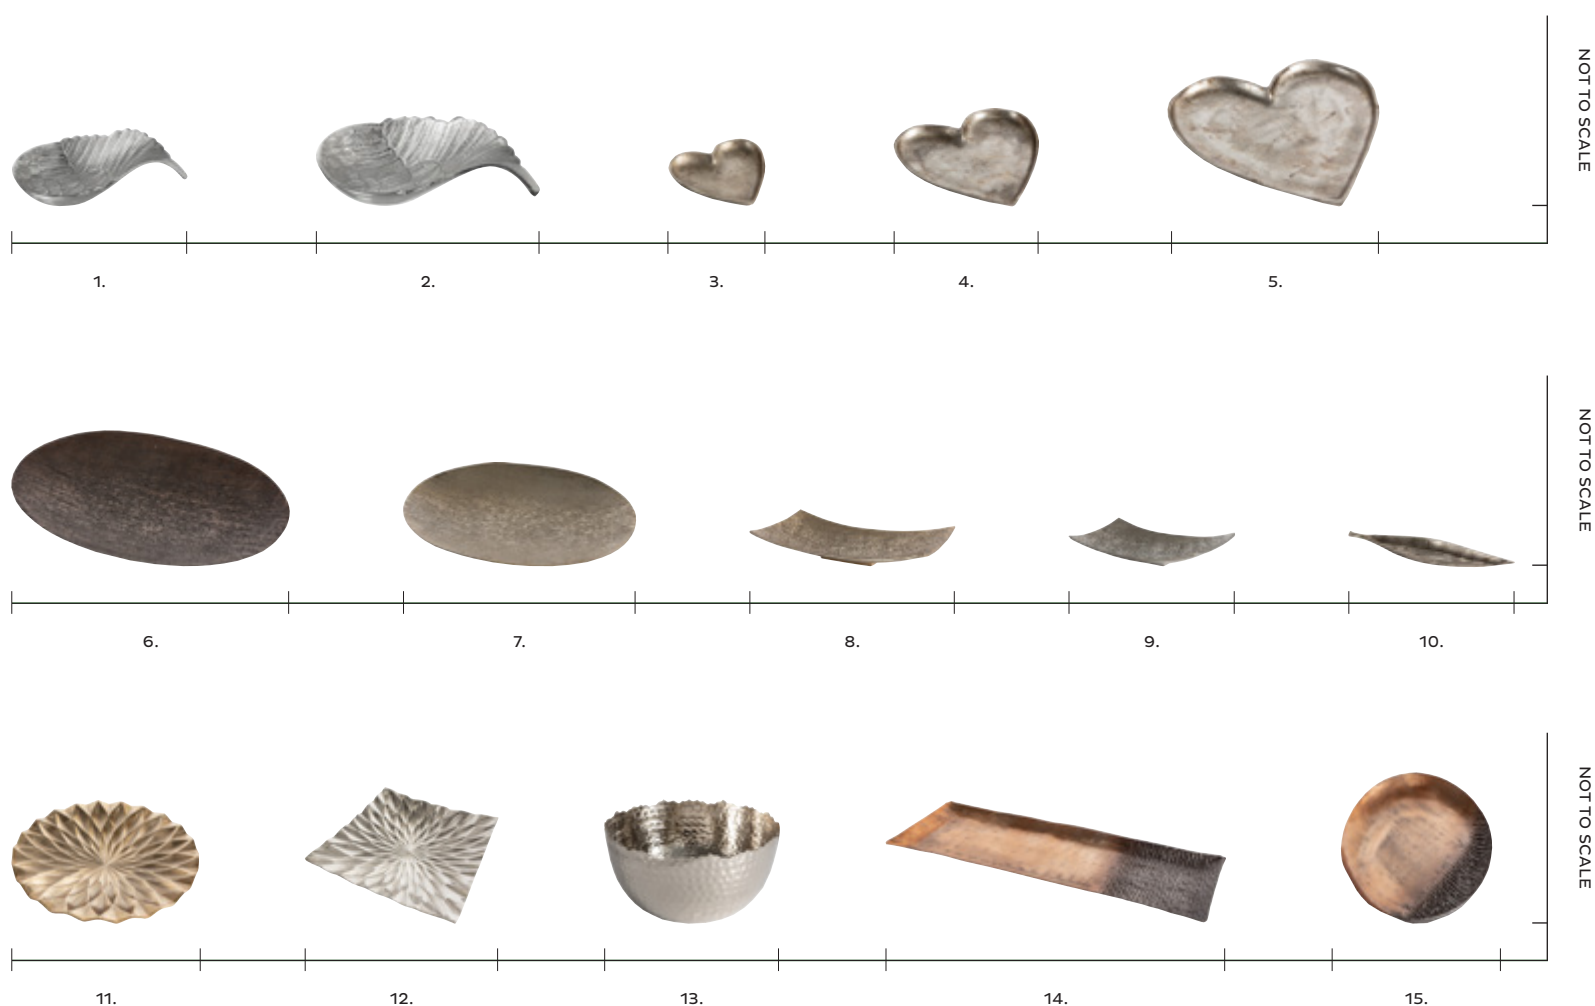 NOT TO SCALE
1. 2. 3. 4. 5.
NOT TO SCALE
6. 7. 8. 9. 10.
NOT TO SCALE
11. 12. 13. 14. 15.